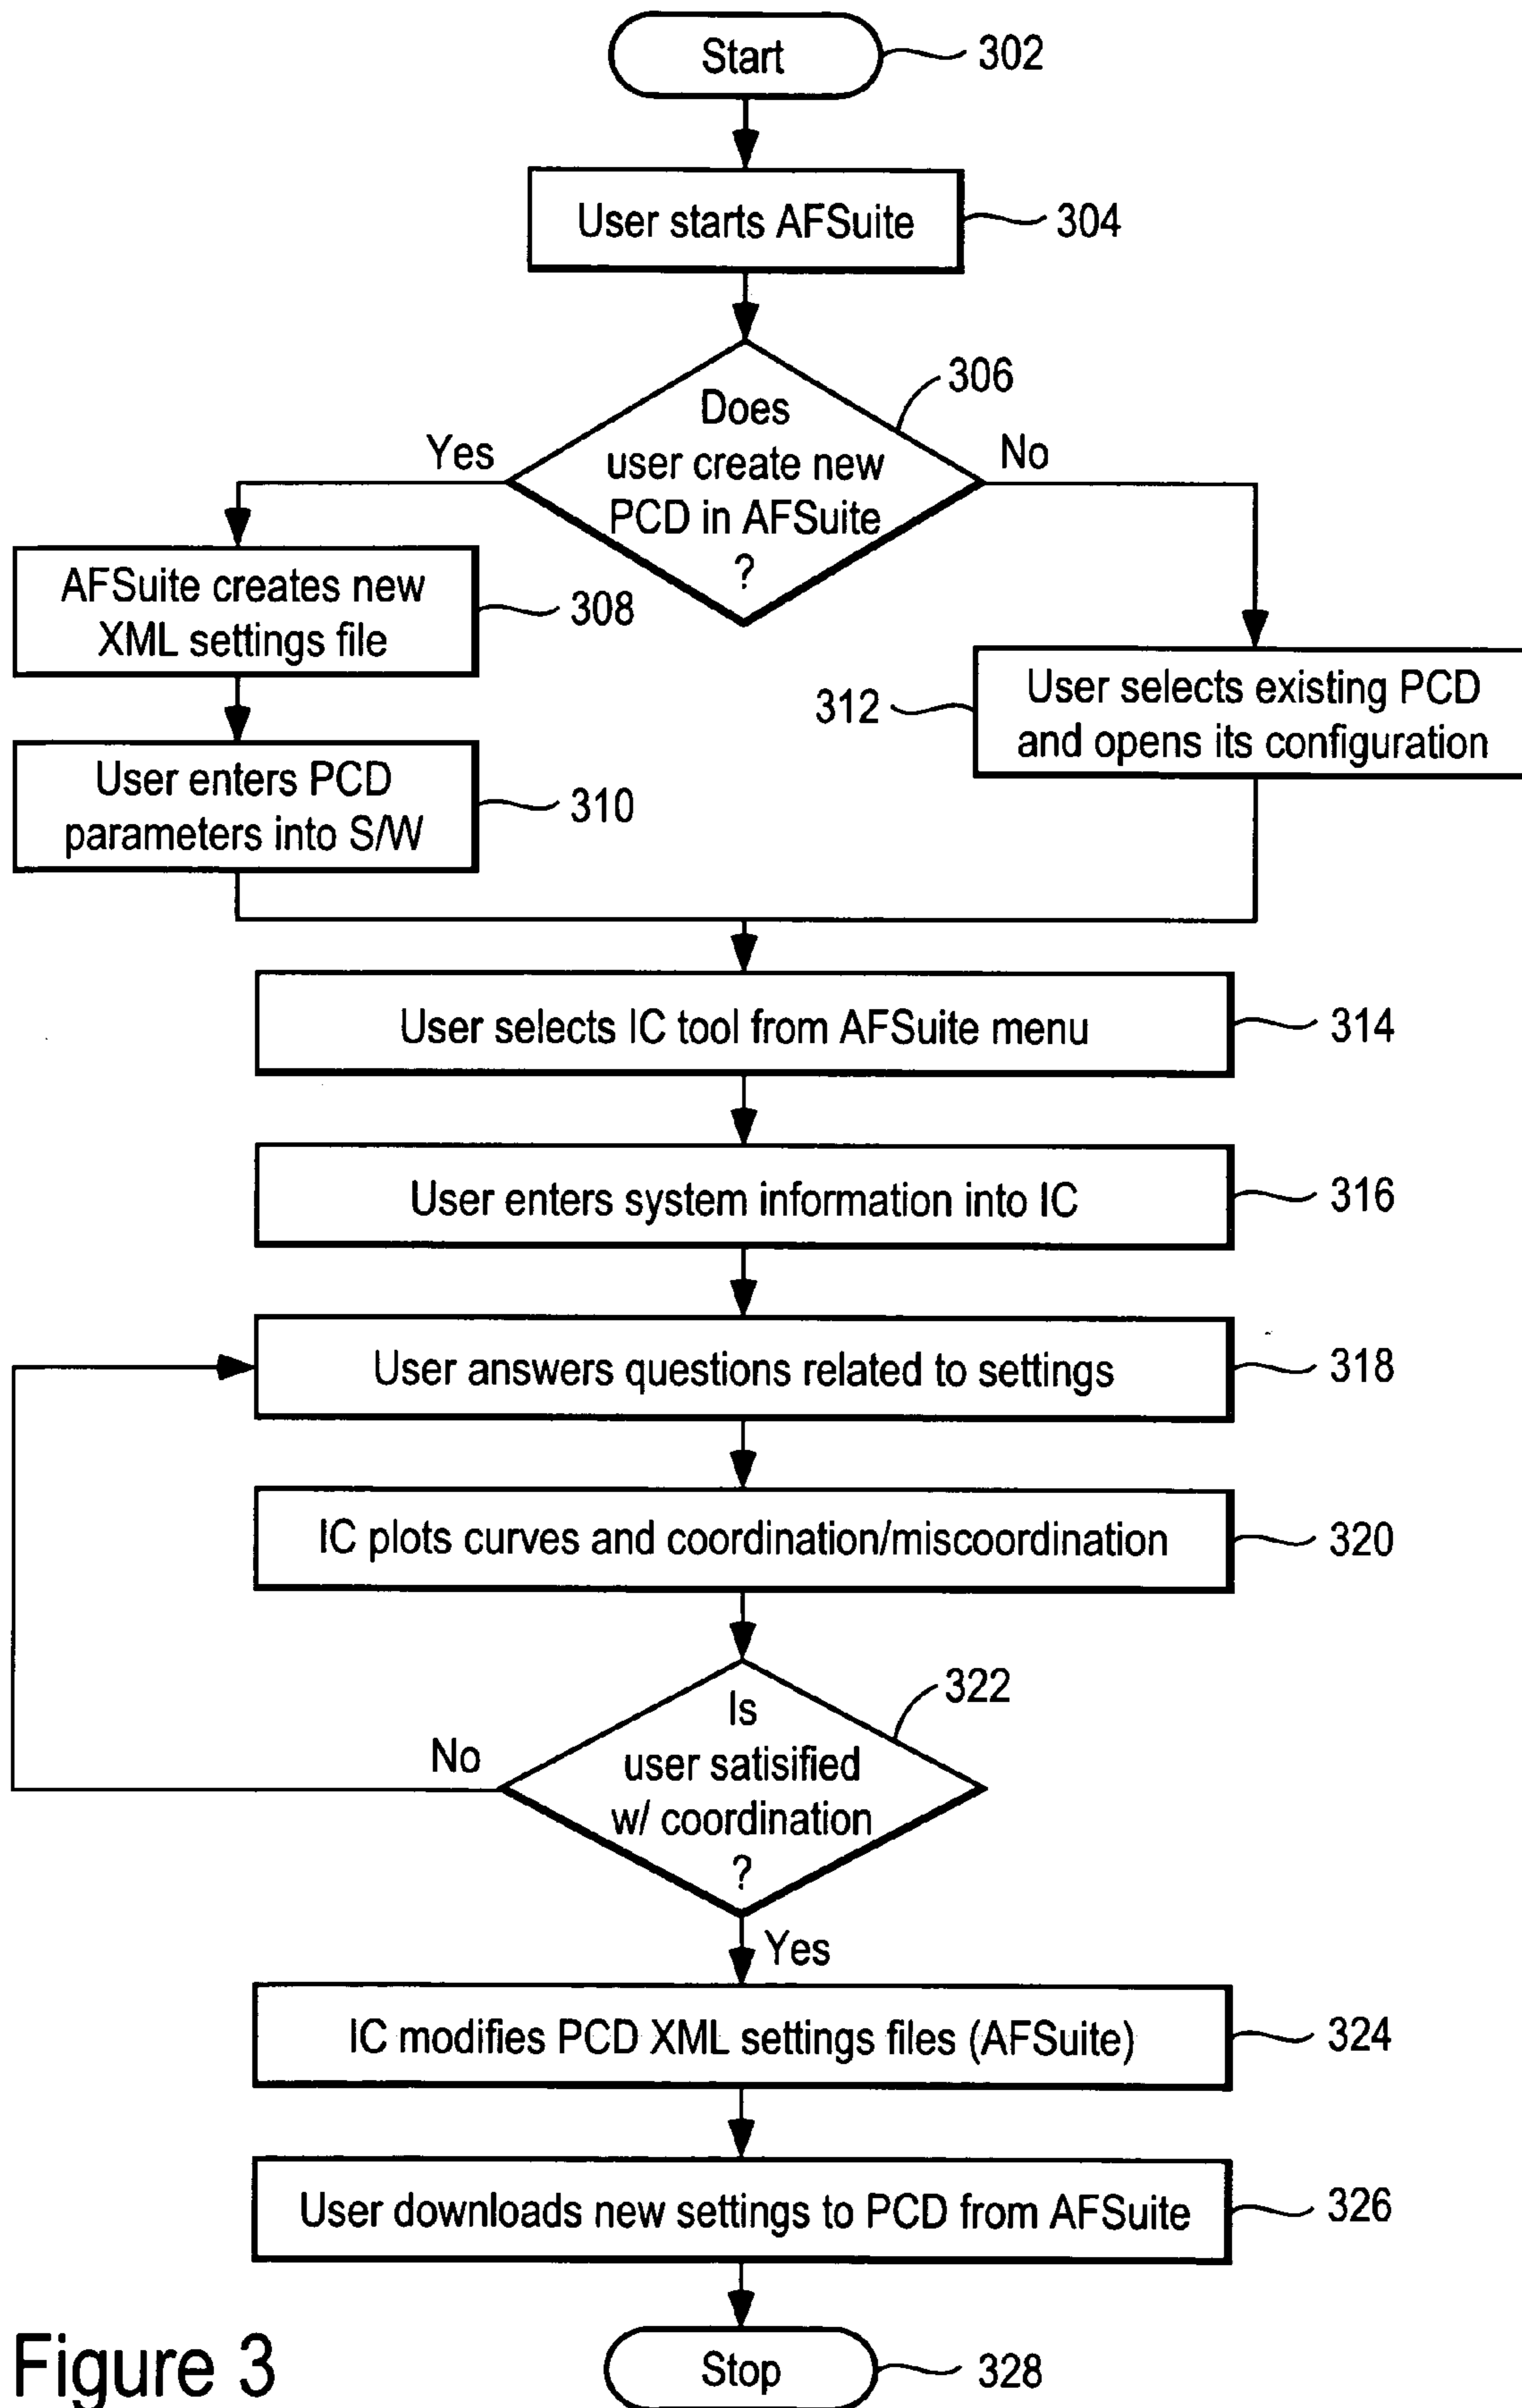 Start
302
User starts AFSuite
304
Does
user create new
PCD in AFSuite
?
306
Yes
No
AFSuite creates new
XML settings file
308
User enters PCD
parameters into S/W
310
312
User selects existing PCD
and opens its configuration
User selects IC tool from AFSuite menu
314
User enters system information into IC
316
User answers questions related to settings
318
IC plots curves and coordination/miscoordination
320
Is
user satisified
w/ coordination
?
322
No
Yes
IC modifies PCD XML settings files (AFSuite)
324
User downloads new settings to PCD from AFSuite
326
Stop
328
Figure 3